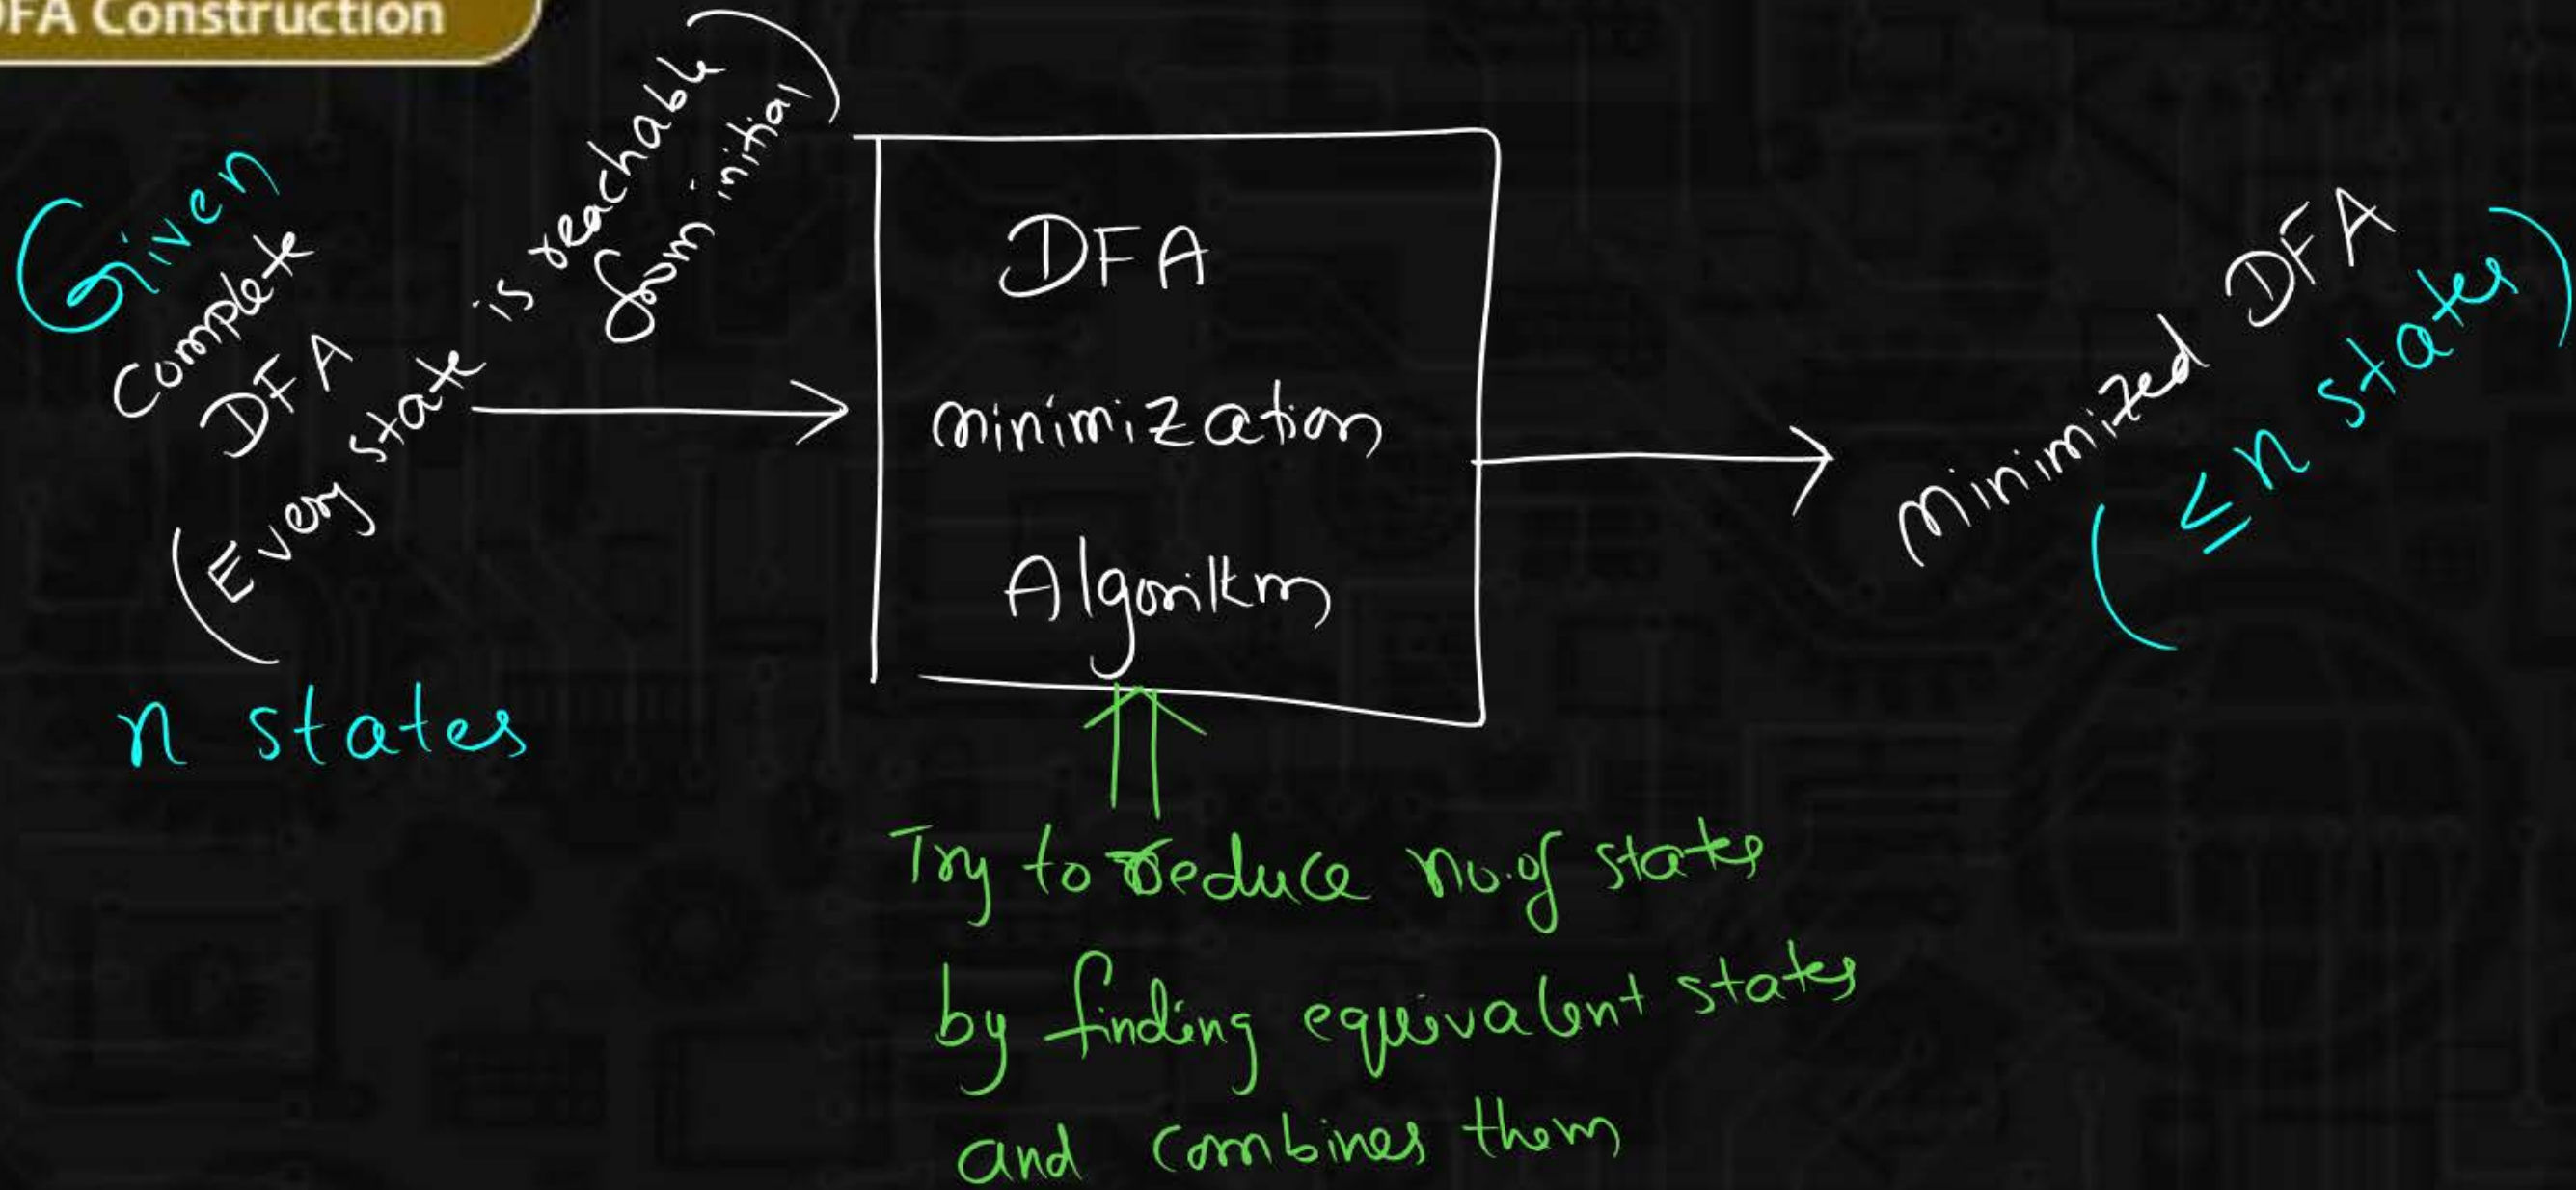 DFA Construction
Given
Complete
DFA
(Every state is reachable
from initial)
n states
DFA
minimization
Algorithm
Minimized DFA
(≤ n states)
Try to reduce no. of states
by finding equivalent states
and combines them